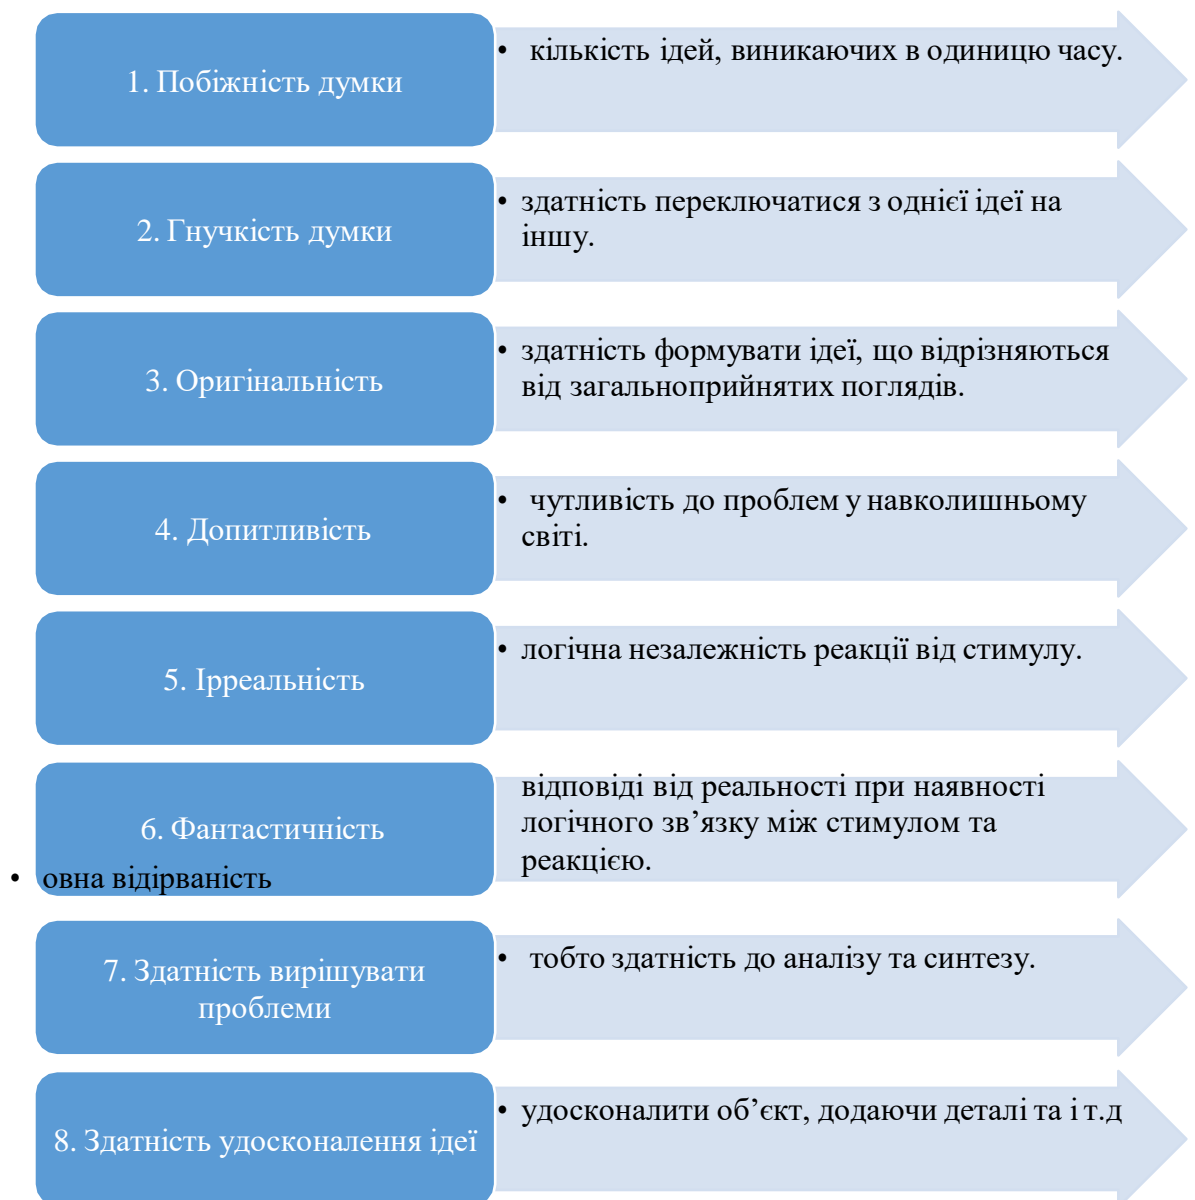 1. Побіжність думки
• кількість ідей, виникаючих в одиницю часу.
2. Гнучкість думки
• здатність переключатися з однієї ідеї на
іншу.
3. Оригінальність
• здатність формувати ідеї, що відрізняються
від загальноприйнятих поглядів.
4. Допитливість
• чутливість до проблем у навколишньому
світі.
5. Ірреальність
• логічна незалежність реакції від стимулу.
6. Фантастичність
• овна відірваність
відповіді від реальності при наявності
логічного зв’язку між стимулом та
реакцією.
7. Здатність вирішувати
проблеми
• тобто здатність до аналізу та синтезу.
8. Здатність удосконалення ідеї
• удосконалити об’єкт, додаючи деталі та і т.д